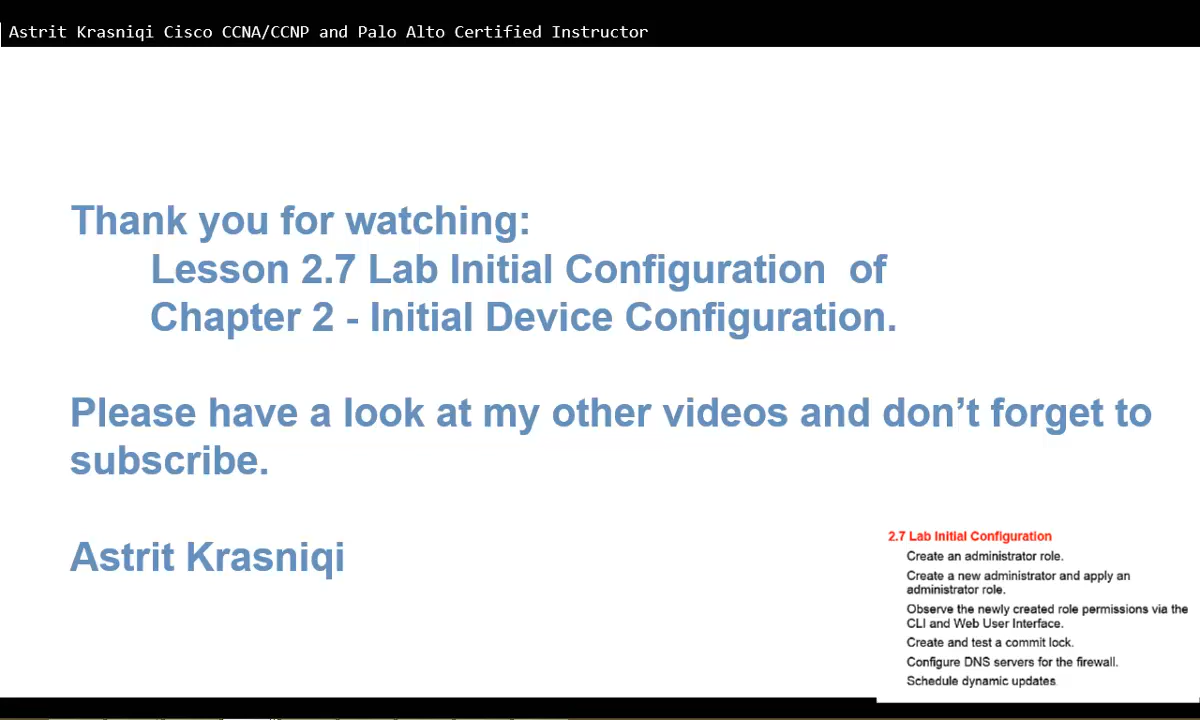 Astrit Krasniqi Cisco CCNA/CCNP and Palo Alto Certified Instructor
Thank you for watching:
Lesson 2.7 Lab Initial Configuration of
Chapter 2 - Initial Device Configuration.
Please have a look at my other videos and don’t forget to
subscribe.
Astrit Krasniqi
2.7 Lab Initial Configuration
Create an administrator role.
Create a new administrator and apply an
administrator role.
Observe the newly created role permissions via the
CLI and Web User Interface.
Create and test a commit lock.
Configure DNS servers for the firewall.
Schedule dynamic updates.